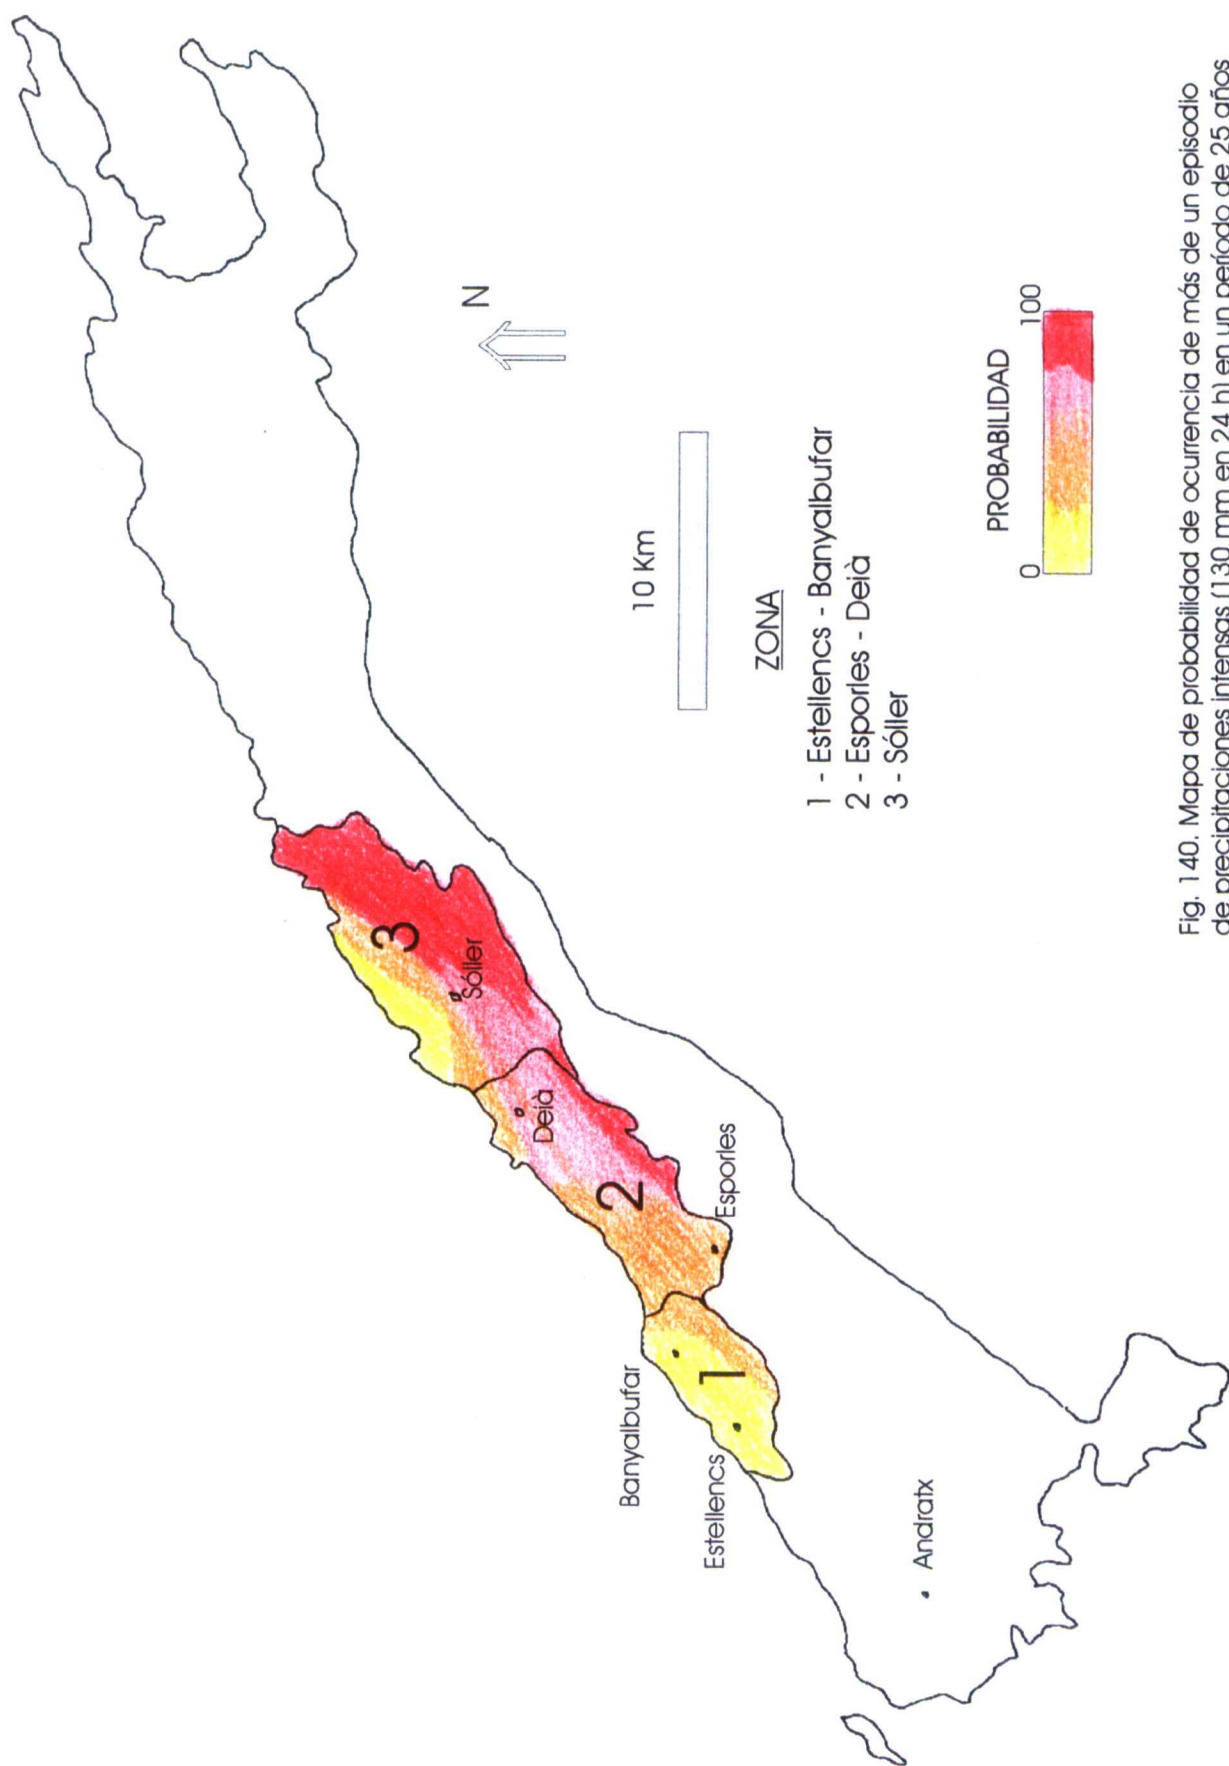 N
10 Km
ZONA
1 - Estellencs - Banyalbufar
2 - Esporles - Deià
3 - Sóller
PROBABILIDAD
0 100
3
Sóller
Deià
2
Esporles
Banyalbufar
1
Estellencs
Andratx
Fig. 140. Mapa de probabilidad de ocurrencia de más de un episodio
de precipitaciones intensas (130 mm en 24 h) en un período de 25 años